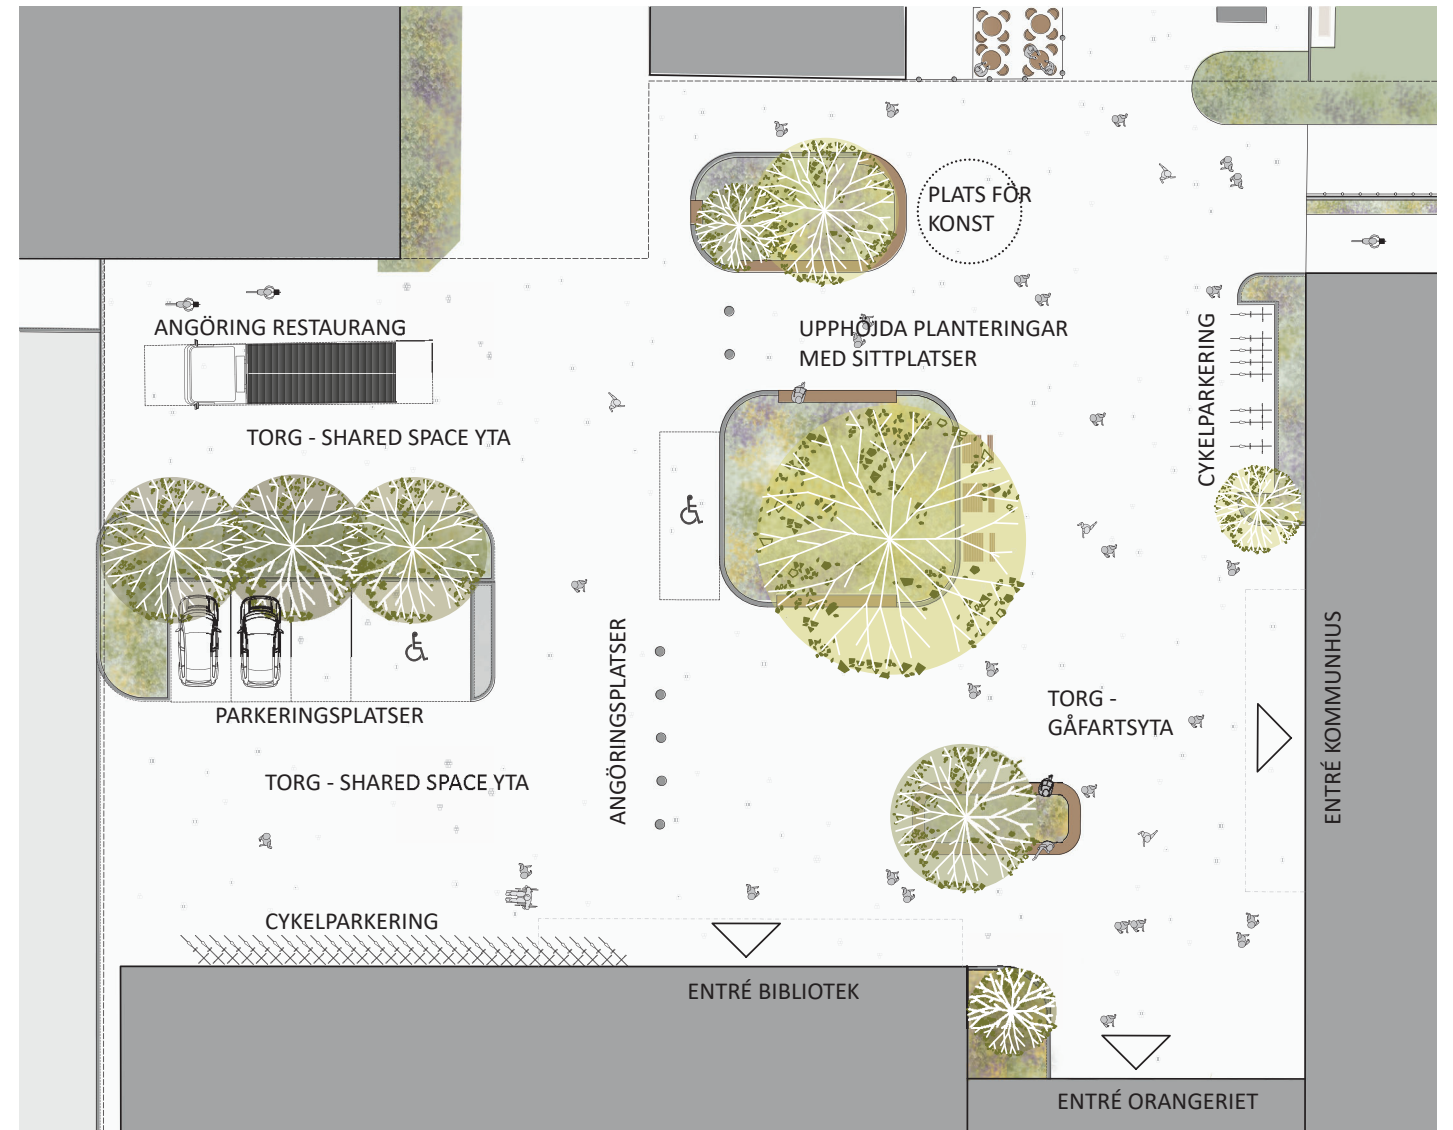 PLATS FÖR
KONST
ANGÖRING RESTAURANG
UPPHÖJDA PLANTERINGAR
MED SITTPLATSER
CYKELPARKERING
TORG - SHARED SPACE YTA
PARKERINGSPLATSER
ANGÖRINGSPLATSER
TORG -
GÅFARTSYTA
ENTRÉ KOMMUNHUS
TORG - SHARED SPACE YTA
CYKELPARKERING
ENTRÉ BIBLIOTEK
ENTRÉ ORANGERIET